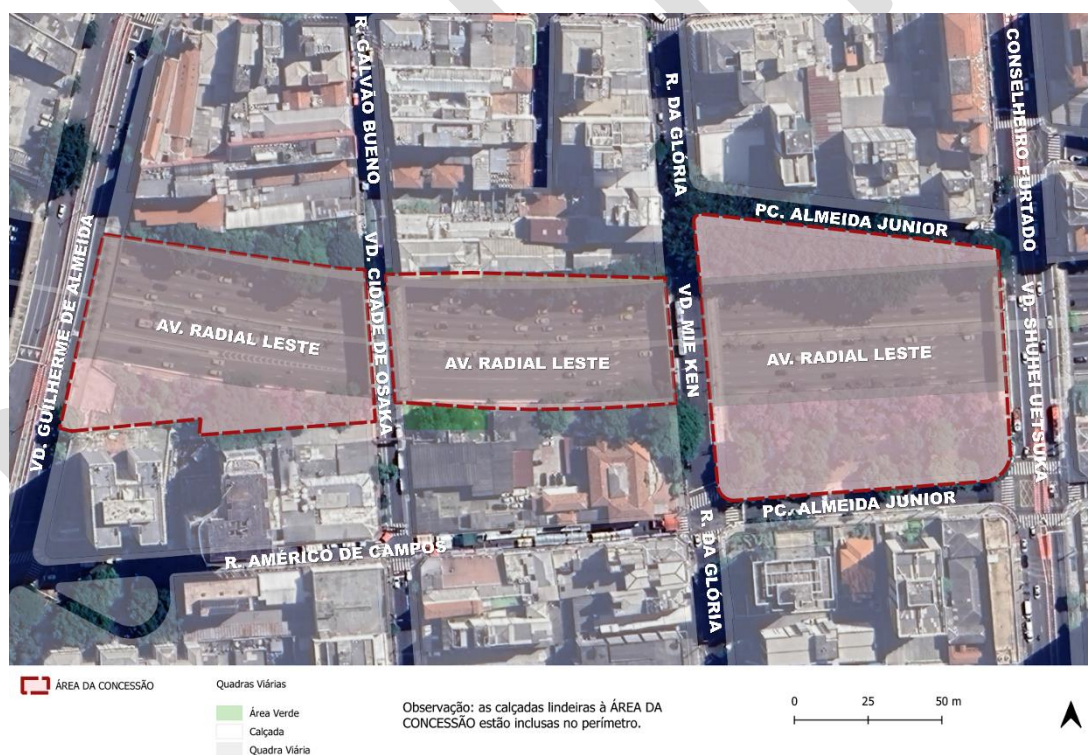 R. GALVÃO BUENO
R. DA GLÓRIA
CONSELHEIRO FURTADO
PC. ALMEIDA JUNIOR
VD. GUILHERME DE ALMEIDA
VD. CIDADE DE OSAKA
VD. MIE KEN
VD. SHUHEI UETSUKA
AV. RADIAL LESTE
AV. RADIAL LESTE
AV. RADIAL LESTE
PC. ALMEIDA JUNIOR
R. DA GLÓRIA
R. AMÉRICO DE CAMPOS
ÁREA DA CONCESSÃO
Quadras Viárias
Área Verde
Calçada
Quadra Viária
Observação: as calçadas lindeiras à ÁREA DA
CONCESSÃO estão inclusas no perímetro.
0 25 50 m